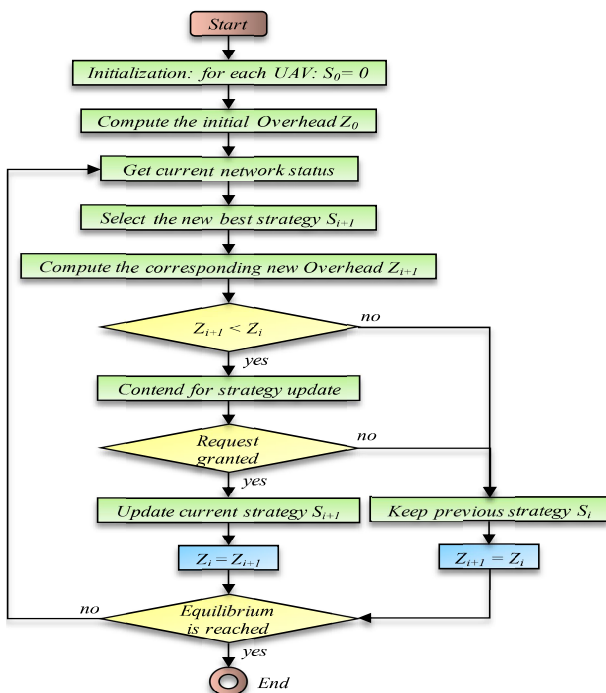 Start
Initialization: for each UAV: S₀= 0
Compute the initial Overhead Z₀
Get current network status
Select the new best strategy Sᵢ₊₁
Compute the corresponding new Overhead Zᵢ₊₁
Zᵢ₊₁ < Zᵢ
no
yes
Contend for strategy update
Request
granted
no
yes
Update current strategy Sᵢ₊₁
Keep previous strategy Sᵢ
Zᵢ = Zᵢ₊₁
Zᵢ₊₁ = Zᵢ
no
Equilibrium
is reached
yes
End